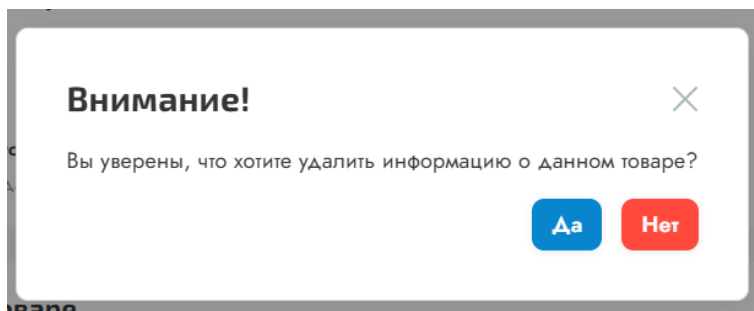 Внимание!
Вы уверены, что хотите удалить информацию о данном товаре?
Да
Нет